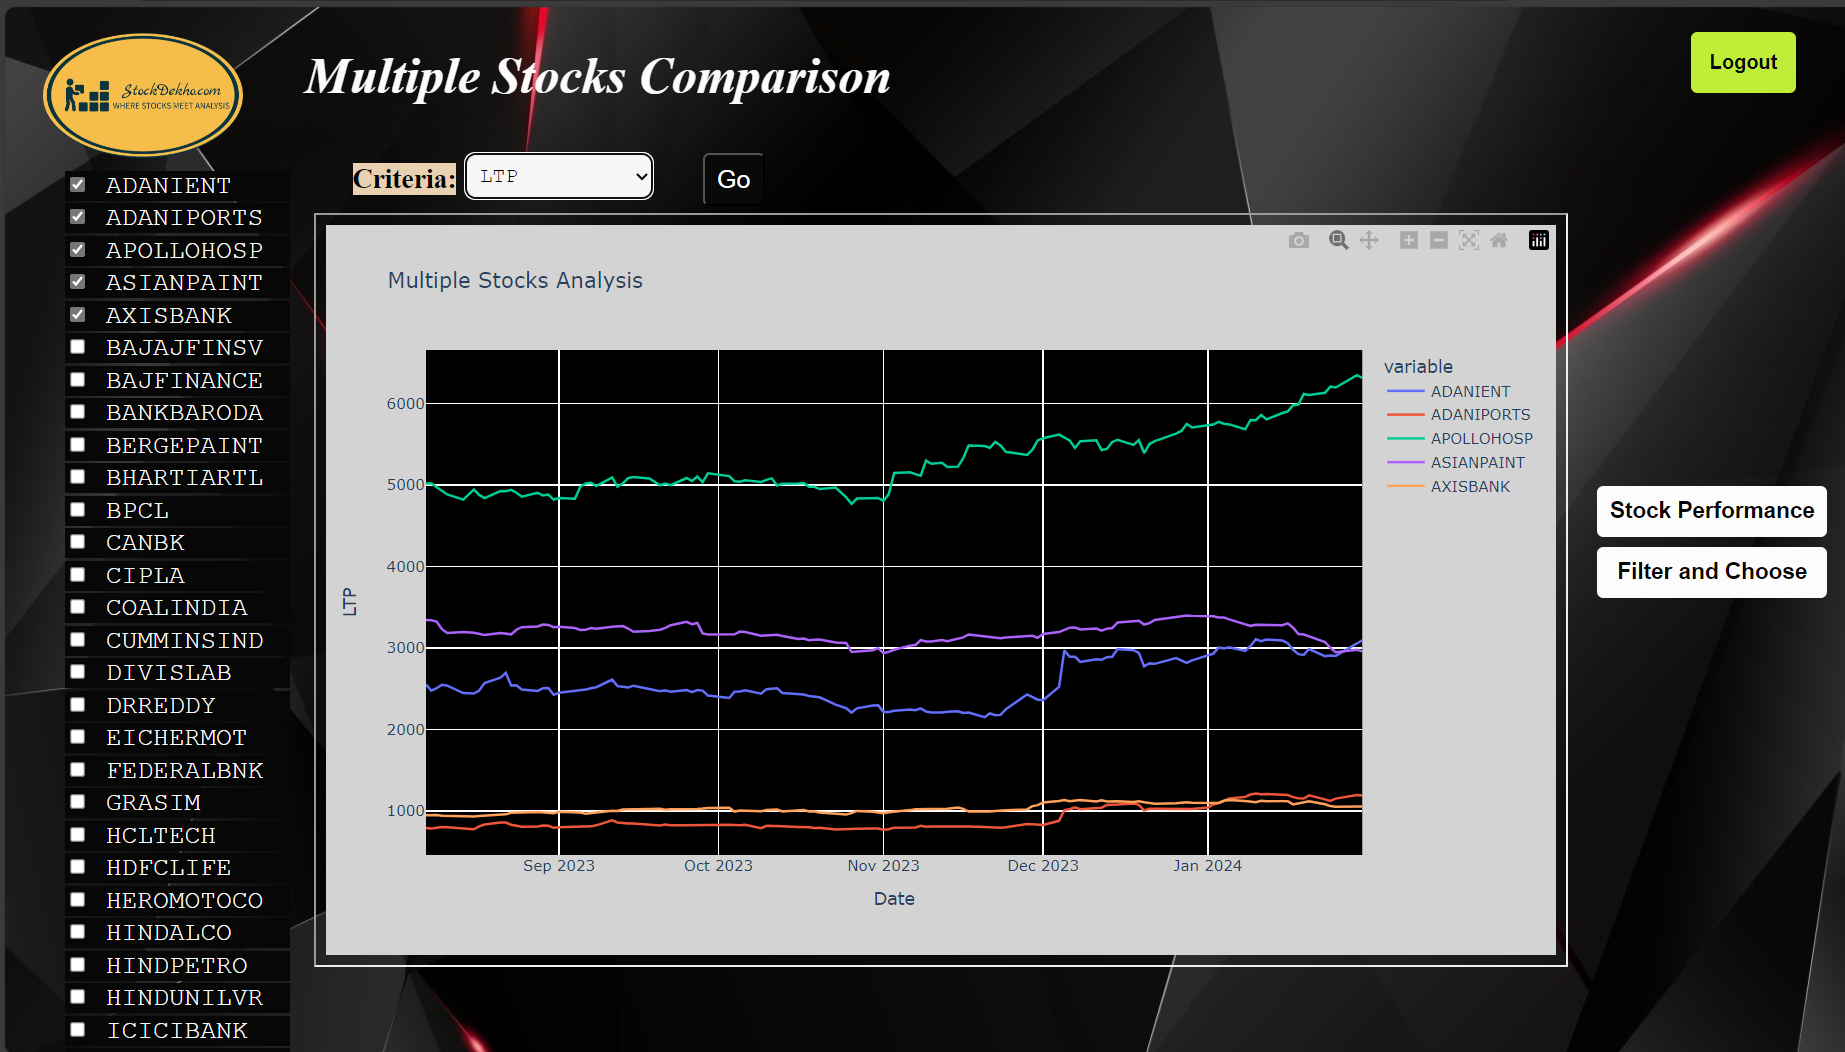 StockDekho.com
WHERE STOCKS MEET ANALYSIS
Multiple Stocks Comparison
Logout
Criteria:
LTP
Go
ADANIENT
ADANIPORTS
APOLLOHOSP
ASIANPAINT
AXISBANK
BAJAJFINSV
BAJFINANCE
BANKBARODA
BERGEPAINT
BHARTIARTL
BPCL
CANBK
CIPLA
COALINDIA
CUMMINSIND
DIVISLAB
DRREDDY
EICHERMOT
FEDERALBNK
GRASIM
HCLTECH
HDFCLIFE
HEROMOTOCO
HINDALCO
HINDPETRO
HINDUNILVR
ICICIBANK
Multiple Stocks Analysis
6000
5000
4000
3000
2000
1000
LTP
Sep 2023
Oct 2023
Nov 2023
Dec 2023
Jan 2024
Date
variable
ADANIENT
ADANIPORTS
APOLLOHOSP
ASIANPAINT
AXISBANK
Stock Performance
Filter and Choose